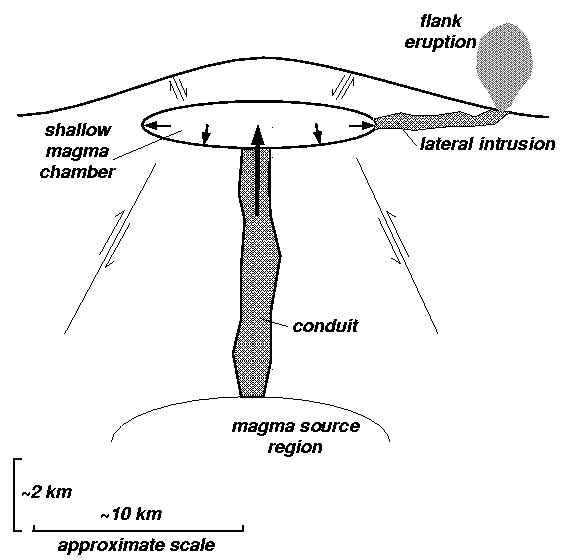 flank
eruption
shallow
magma
chamber
lateral intrusion
conduit
magma source
region
~2 km
~10 km
approximate scale